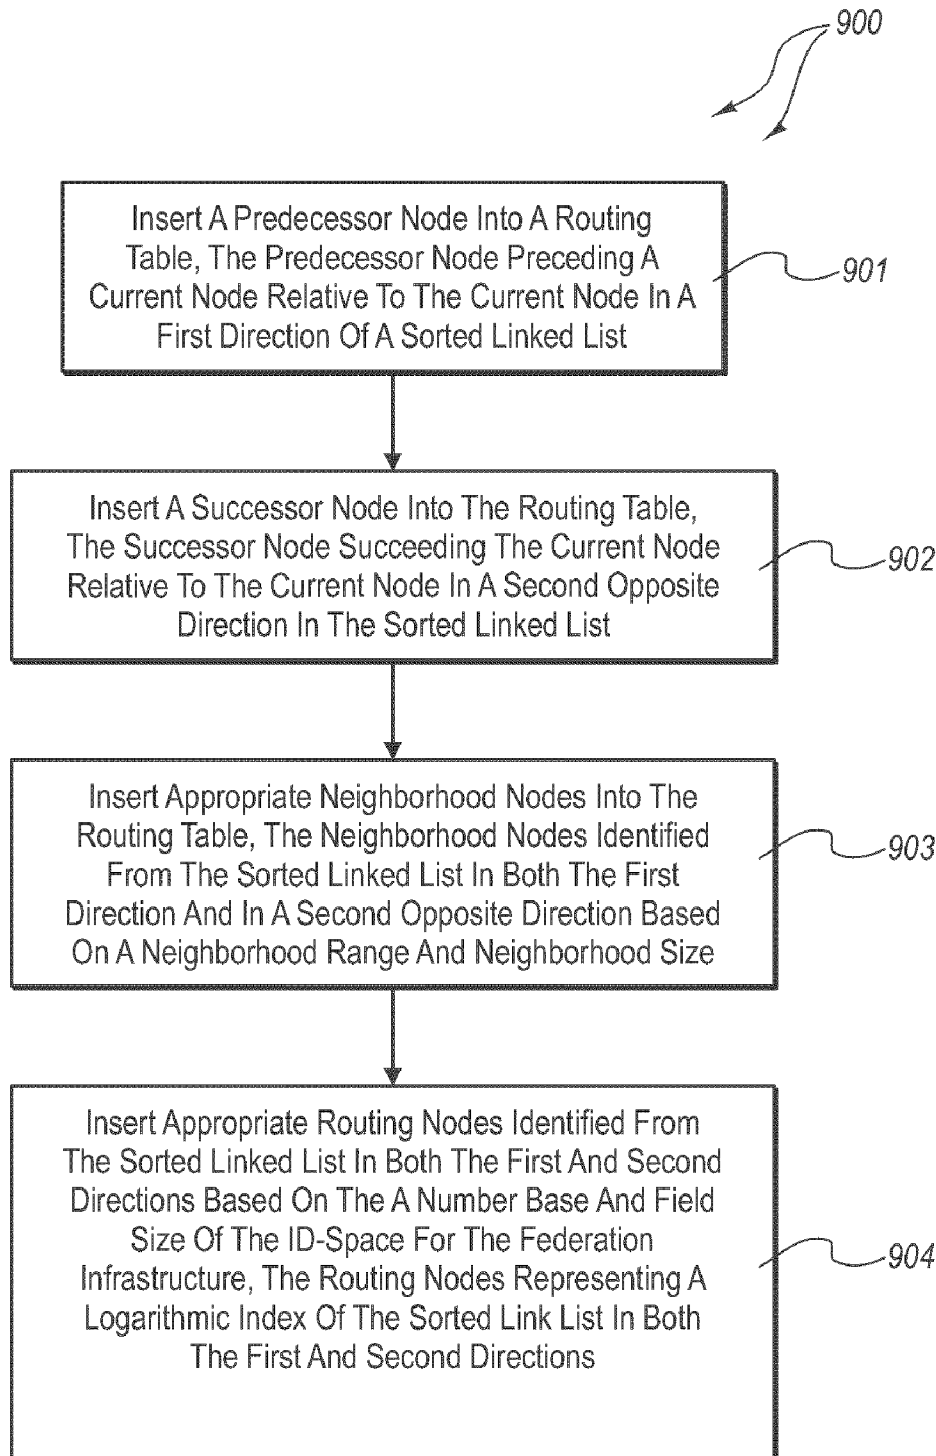 900
Insert A Predecessor Node Into A Routing
Table, The Predecessor Node Preceding A
Current Node Relative To The Current Node In A
First Direction Of A Sorted Linked List
901
Insert A Successor Node Into The Routing Table,
The Successor Node Succeeding The Current Node
Relative To The Current Node In A Second Opposite
Direction In The Sorted Linked List
902
Insert Appropriate Neighborhood Nodes Into The
Routing Table, The Neighborhood Nodes Identified
From The Sorted Linked List In Both The First
Direction And In A Second Opposite Direction Based
On A Neighborhood Range And Neighborhood Size
903
Insert Appropriate Routing Nodes Identified From
The Sorted Linked List In Both The First And Second
Directions Based On The A Number Base And Field
Size Of The ID-Space For The Federation
Infrastructure, The Routing Nodes Representing A
Logarithmic Index Of The Sorted Link List In Both
The First And Second Directions
904